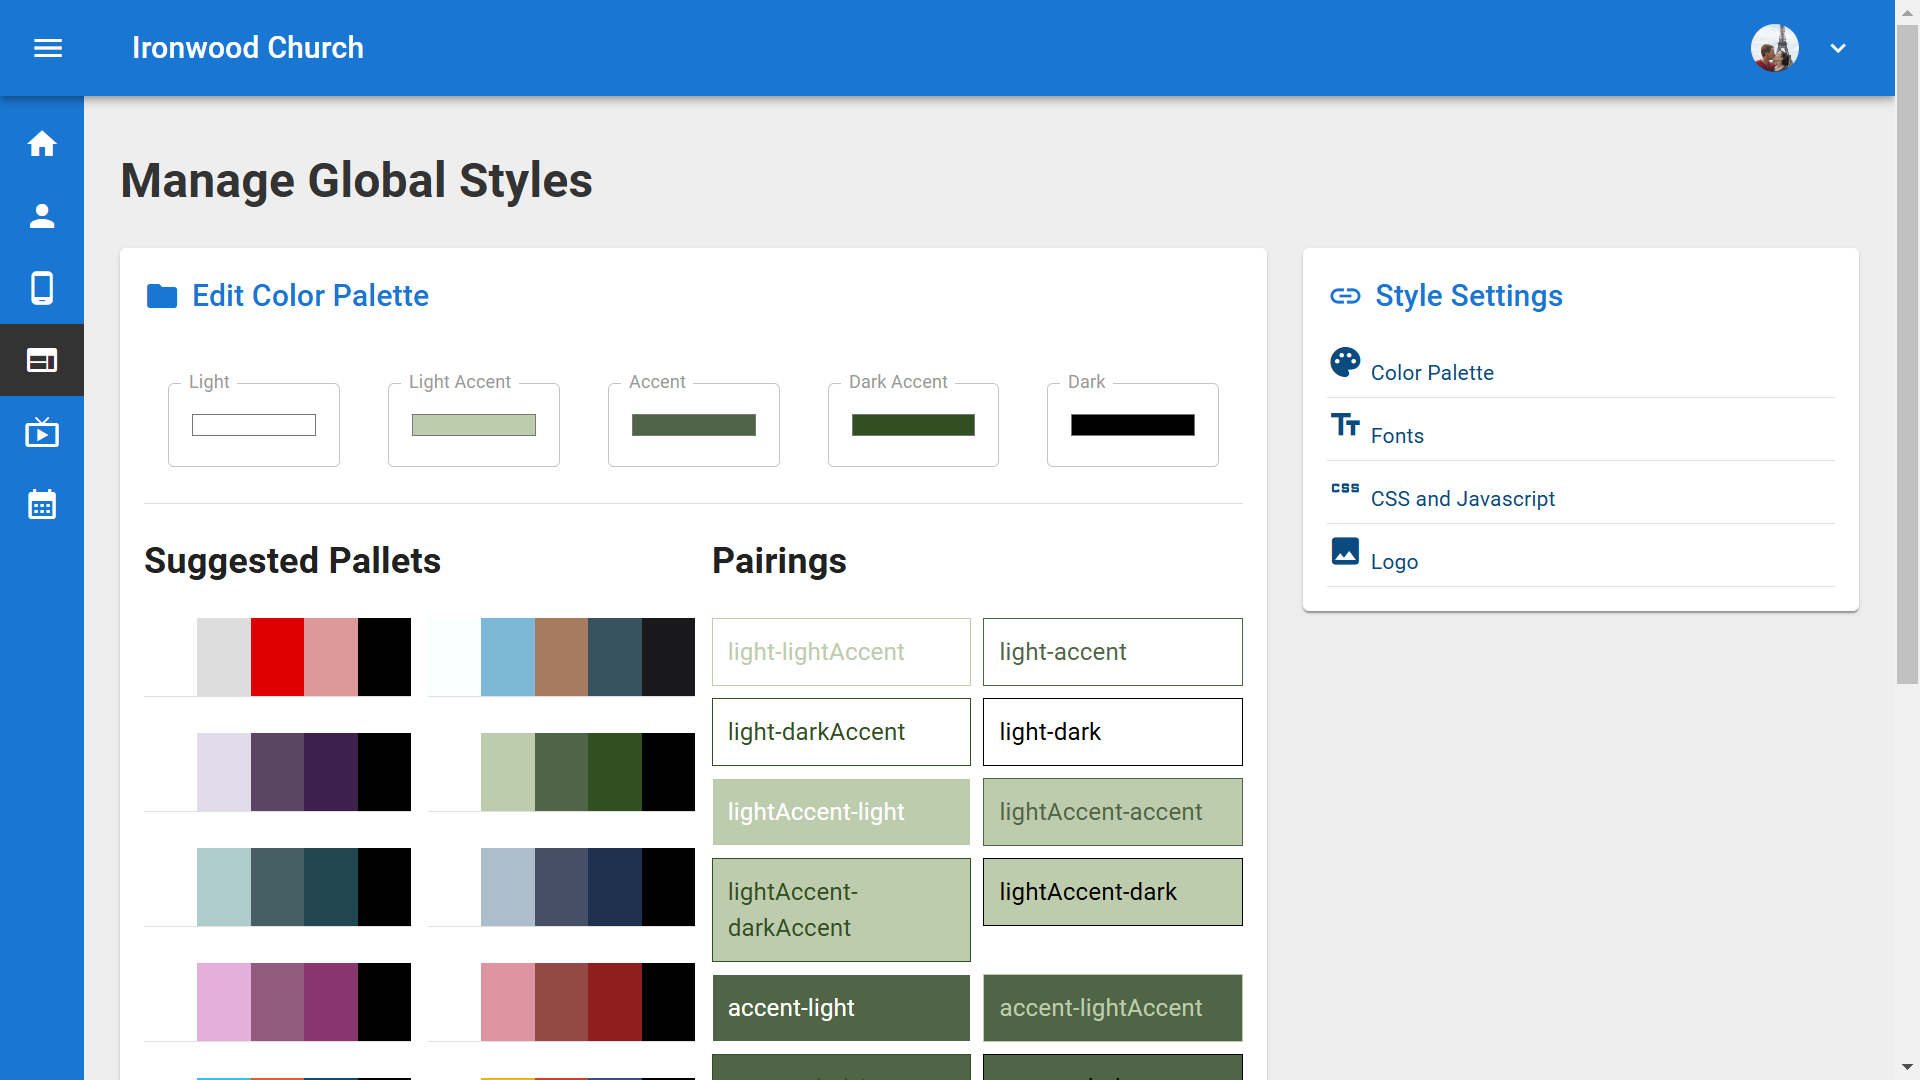 Ironwood Church
Manage Global Styles
Edit Color Palette
Light
Light Accent
Accent
Dark Accent
Dark
Suggested Pallets
Pairings
light-lightAccent
light-accent
light-darkAccent
light-dark
lightAccent-light
lightAccent-accent
lightAccent-
darkAccent
lightAccent-dark
accent-light
accent-lightAccent
Style Settings
Color Palette
Fonts
CSS
CSS and Javascript
Logo